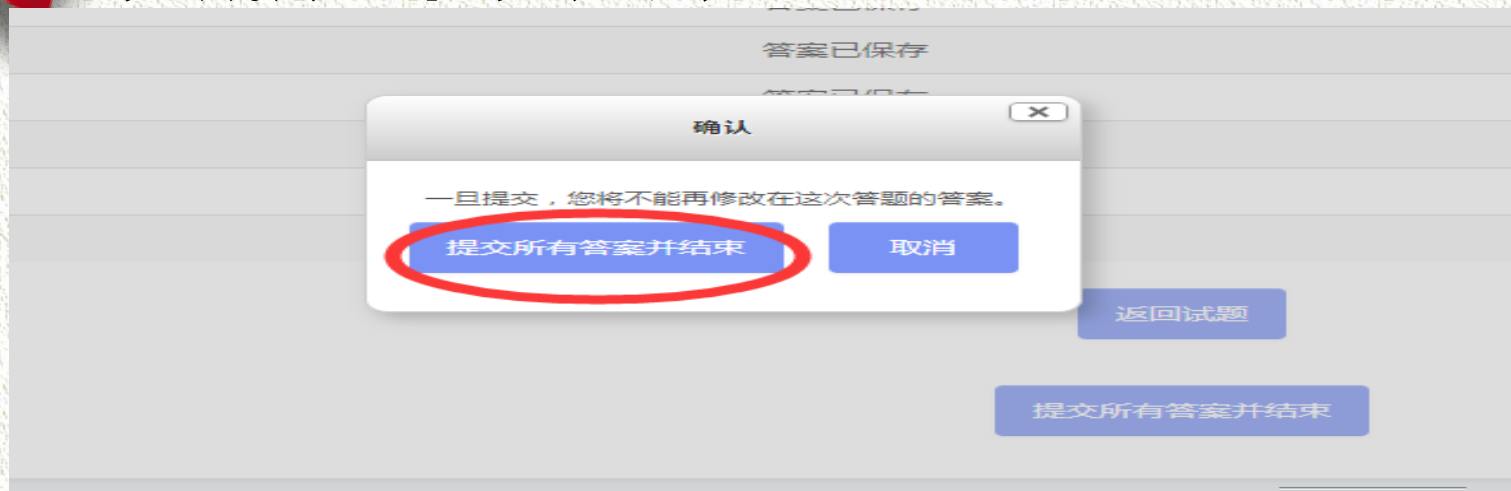 答案已保存
确认
一旦提交，您将不能再修改在这次答题的答案。
提交所有答案并结束
取消
返回试题
提交所有答案并结束